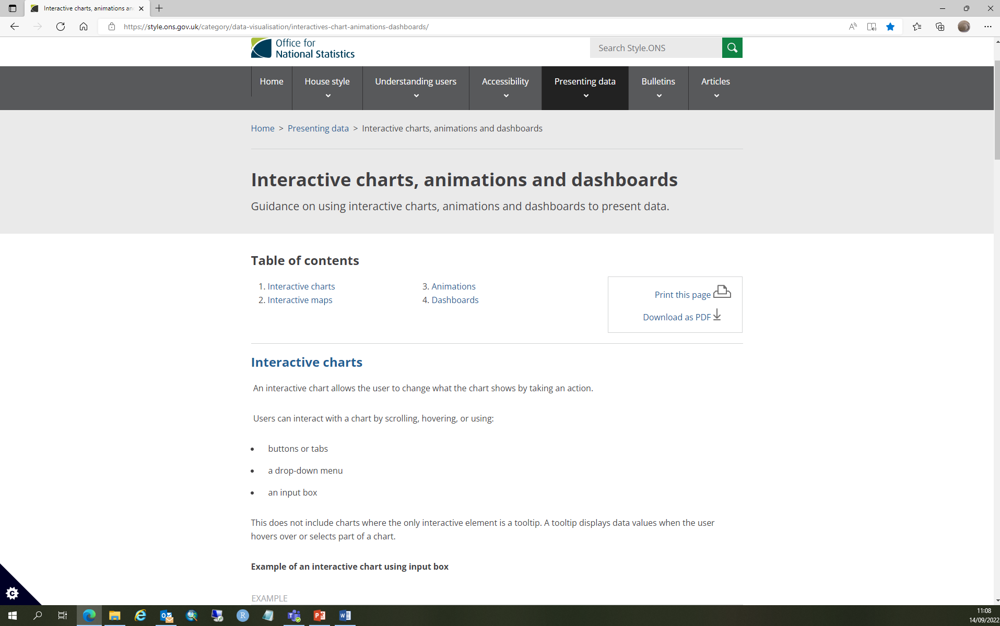 Interactive charts, animations an
https://style.ons.gov.uk/category/data-visualisation/interactives-chart-animations-dashboards/
Office for
National Statistics
Search Style.ONS
Home House style Understanding users Accessibility Presenting data Bulletins Articles
Home > Presenting data > Interactive charts, animations and dashboards
Interactive charts, animations and dashboards
Guidance on using interactive charts, animations and dashboards to present data.
Table of contents
1. Interactive charts
2. Interactive maps
3. Animations
4. Dashboards
Print this page
Download as PDF
Interactive charts
An interactive chart allows the user to change what the chart shows by taking an action.
Users can interact with a chart by scrolling, hovering, or using:
• buttons or tabs
• a drop-down menu
• an input box
This does not include charts where the only interactive element is a tooltip. A tooltip displays data values when the user
hovers over or selects part of a chart.
Example of an interactive chart using input box
EXAMPLE
11:08
14/09/2022